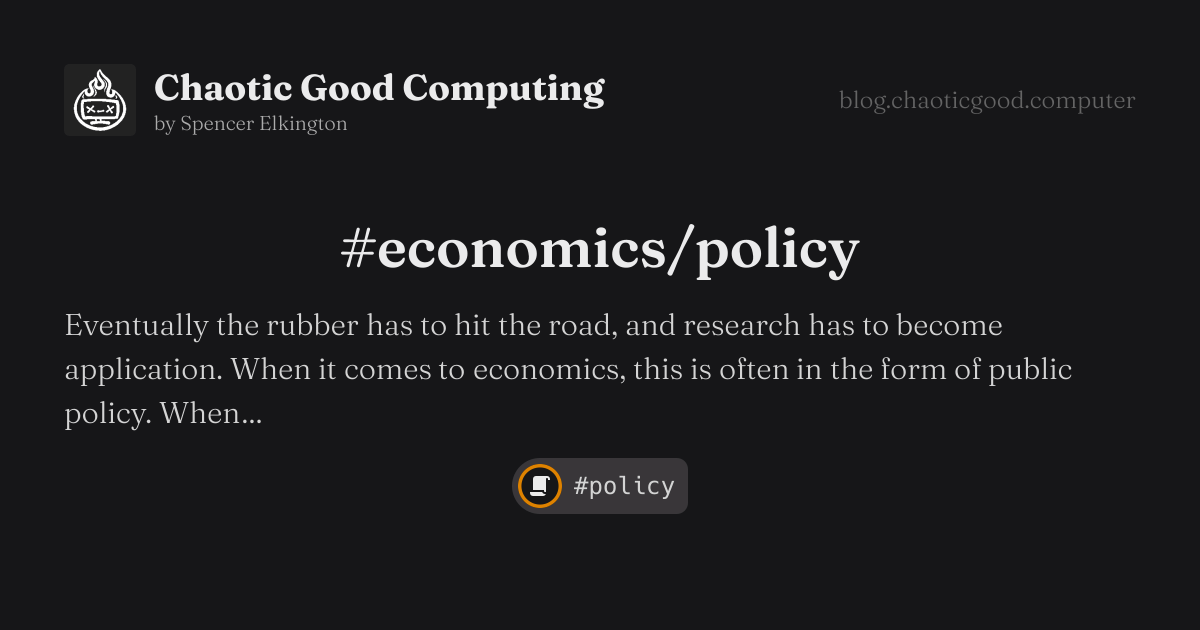 Chaotic Good Computing
by Spencer Elkington
blog.chaoticgood.computer
#economics/policy
Eventually the rubber has to hit the road, and research has to become
application. When it comes to economics, this is often in the form of public
policy. When...
#policy